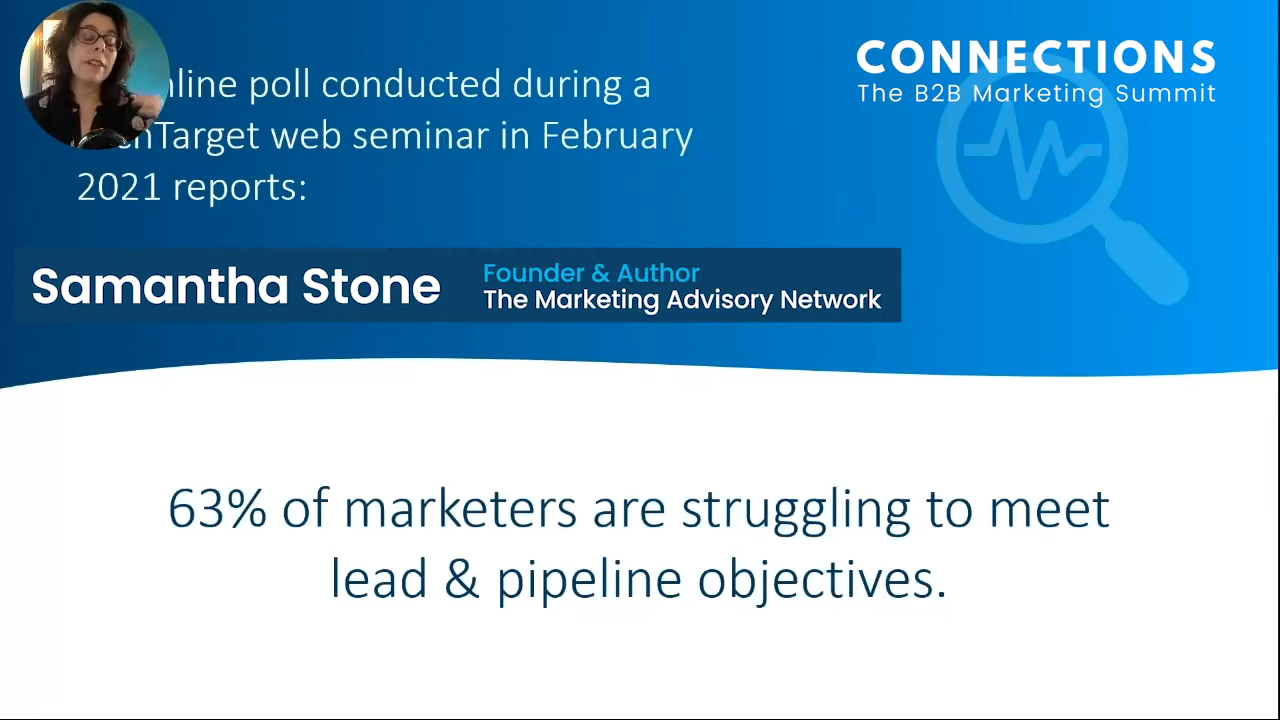 CONNECTIONS
The B2B Marketing Summit
poll conducted during a
web seminar in February
2021 reports:
Samantha Stone
Founder & Author
The Marketing Advisory Network
63% of marketers are struggling to meet
lead & pipeline objectives.